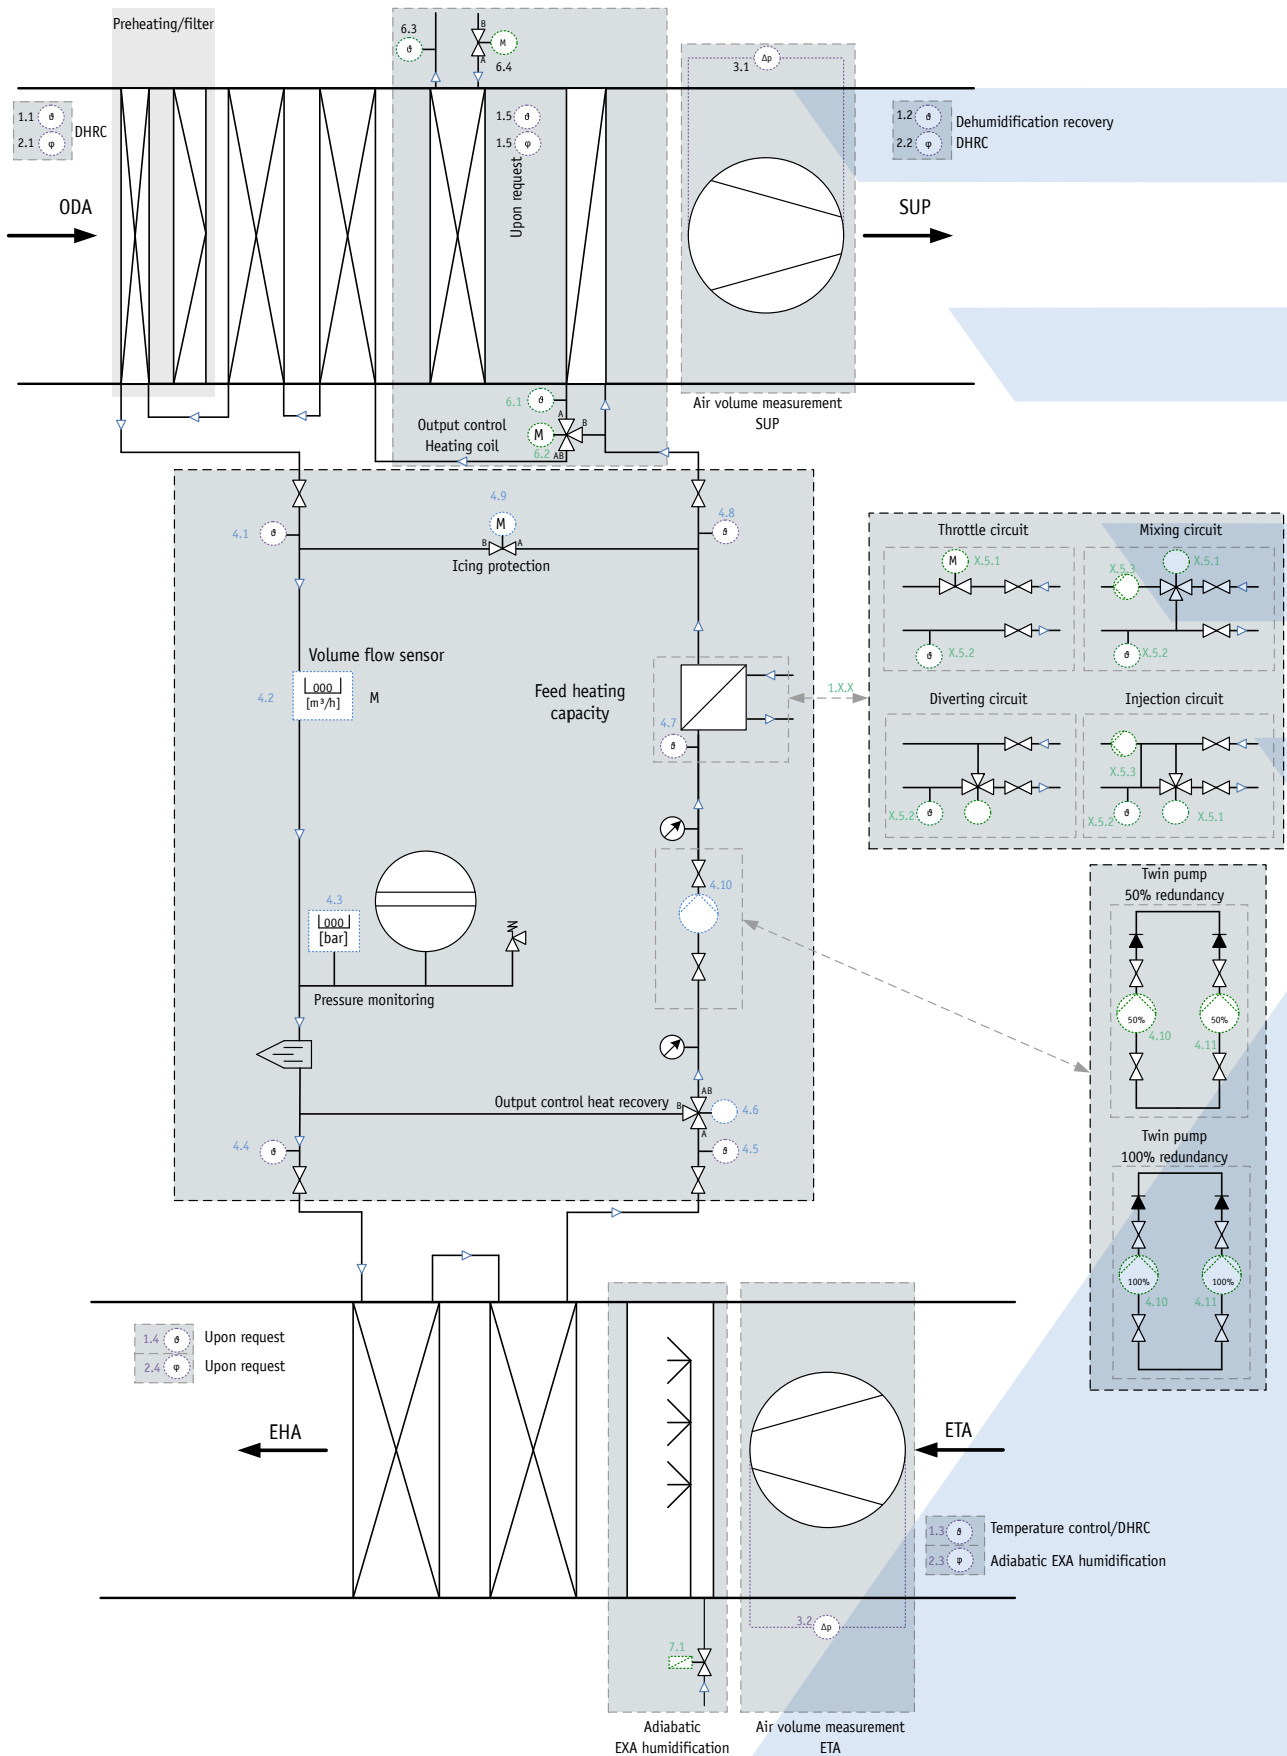 Preheating/filter
6.3
ϑ
B
M
A
6.4
3.1
Δp
1.1 ϑ
2.1 φ
DHRC
1.5 ϑ
1.5 φ
Upon request
1.2 ϑ
2.2 φ
Dehumidification recovery
DHRC
ODA
SUP
6.1 ϑ
A
M
B
6.2
AB
Output control
Heating coil
Air volume measurement
SUP
4.9
M
B
A
Icing protection
4.1 ϑ
4.8
ϑ
Throttle circuit
M
X.5.1
ϑ
X.5.2
Mixing circuit
X.5.3
X.5.1
ϑ
X.5.2
Volume flow sensor
4.2
000
[m³/h]
M
Feed heating
capacity
4.7
ϑ
1.X.X
Diverting circuit
X.5.2
ϑ
Injection circuit
X.5.3
X.5.2
ϑ
X.5.1
4.3
000
[bar]
Pressure monitoring
4.10
Twin pump
50% redundancy
50%
50%
4.10
4.11
Output control heat recovery
AB
B
A
4.6
4.4 ϑ
ϑ 4.5
Twin pump
100% redundancy
100%
100%
4.10
4.11
1.4 ϑ
Upon request
2.4 φ
Upon request
EHA
ETA
1.3 ϑ
Temperature control/DHRC
2.3 φ
Adiabatic EXA humidification
3.2
Δp
7.1
Adiabatic
EXA humidification
Air volume measurement
ETA